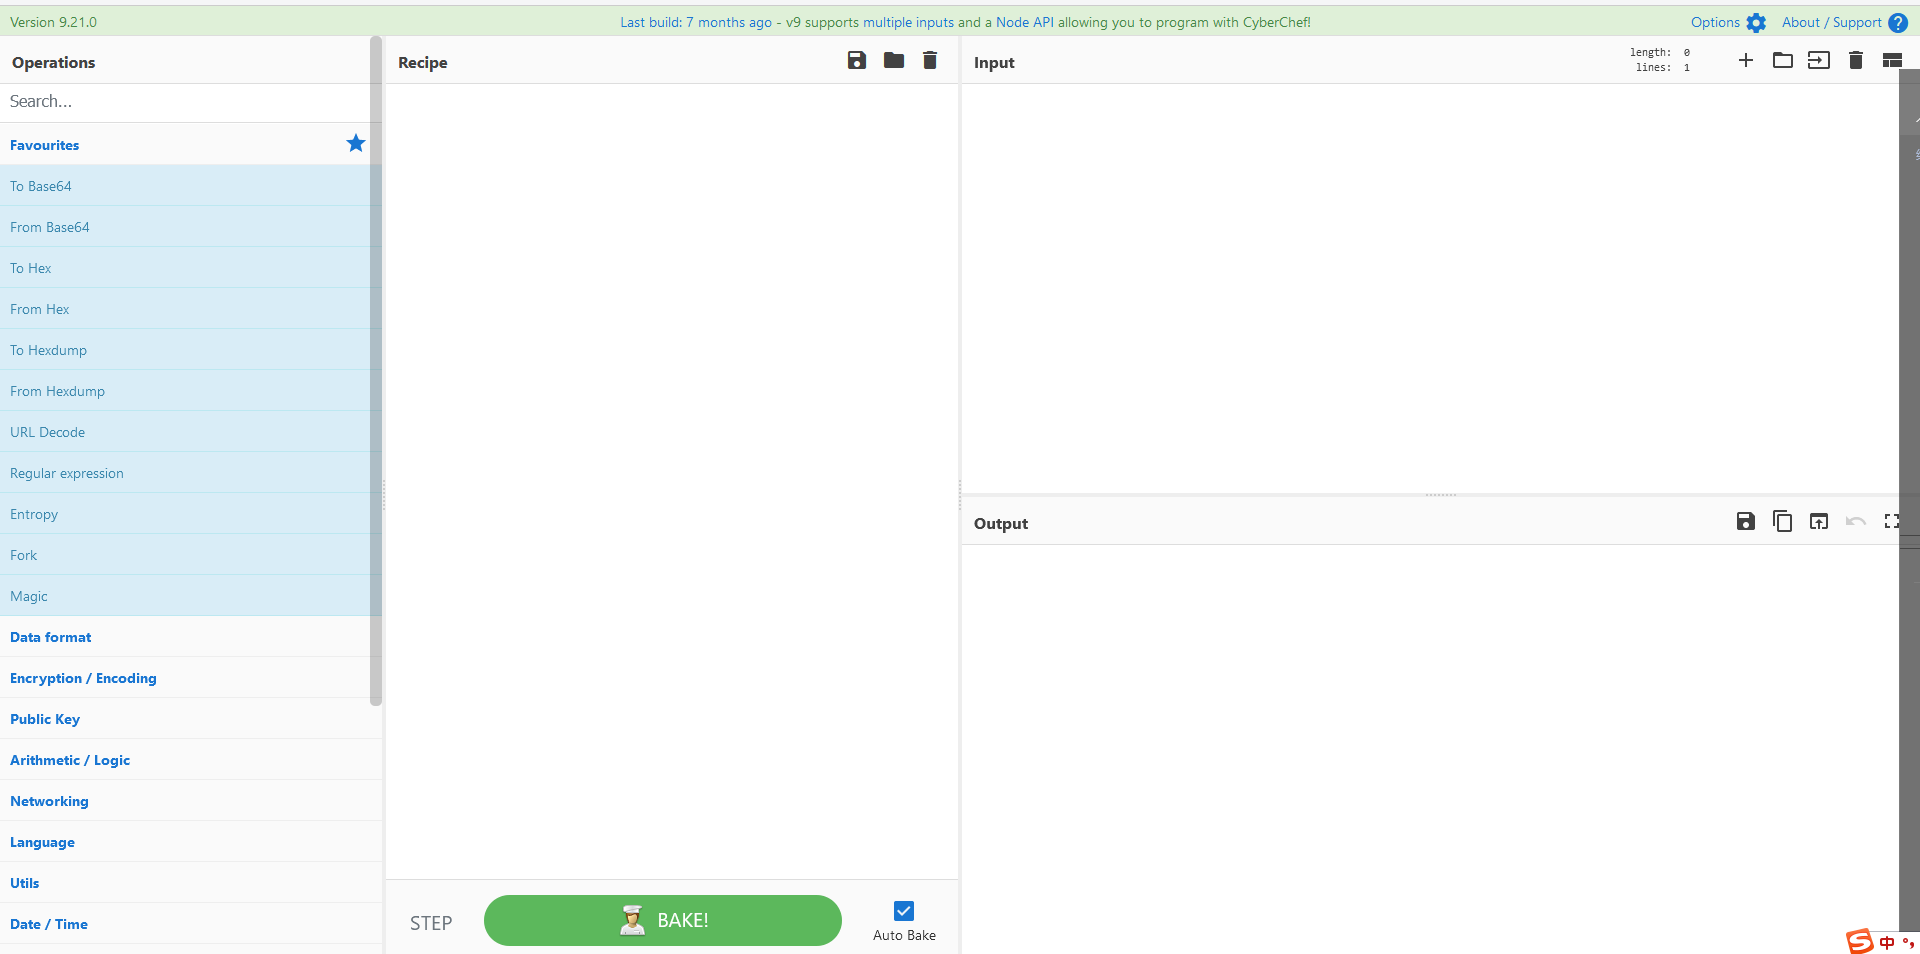 Version 9.21.0
Last build: 7 months ago - v9 supports multiple inputs and a Node API allowing you to program with CyberChef!
Options
About / Support
Operations
Search...
Favourites
To Base64
From Base64
To Hex
From Hex
To Hexdump
From Hexdump
URL Decode
Regular expression
Entropy
Fork
Magic
Data format
Encryption / Encoding
Public Key
Arithmetic / Logic
Networking
Language
Utils
Date / Time
Recipe
STEP
BAKE!
Auto Bake
Input
length: 0
lines: 1
Output
中